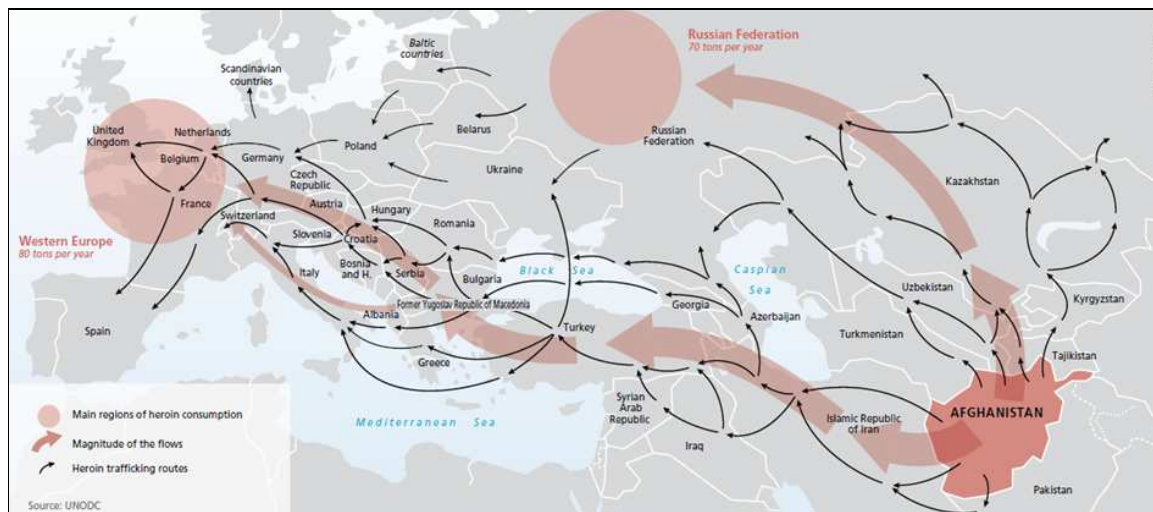 Russian Federation
70 tons per year
Baltic
countries
Scandinavian
countries
United
Kingdom
Netherlands
Belgium
Germany
Poland
Belarus
Russian
Federation
Ukraine
Czech
Republic
Kazakhstan
France
Austria
Hungary
Switzerland
Romania
Western Europe
80 tons per year
Slovenia
Croatia
Italy
Bosnia
and H.
Serbia
Bulgaria
Black Sea
Caspian
Sea
Uzbekistan
Kyrgyzstan
Former Yugoslav Republic of Macedonia
Georgia
Azerbaijan
Albania
Spain
Turkey
Turkmenistan
Tajikistan
Greece
Syrian
Arab
Republic
Mediterranean Sea
Iraq
Islamic Republic
of Iran
AFGHANISTAN
Pakistan
Main regions of heroin consumption
Magnitude of the flows
Heroin trafficking routes
Source: UNODC